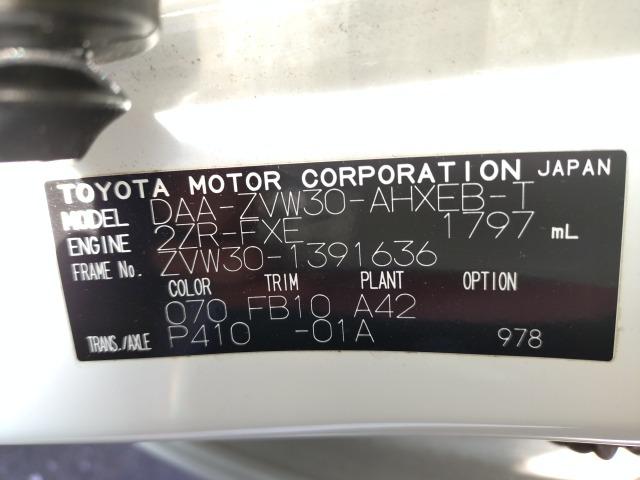 TOYOTA MOTOR CORPORATION JAPAN
MODEL DAA-ZVW30-AHXEB-T
ENGINE 2ZR-FXE 1797 mL
FRAME No. ZVW30-1391636
COLOR TRIM PLANT OPTION
070 FB10 A42
TRANS./AXLE P410 -01A 978